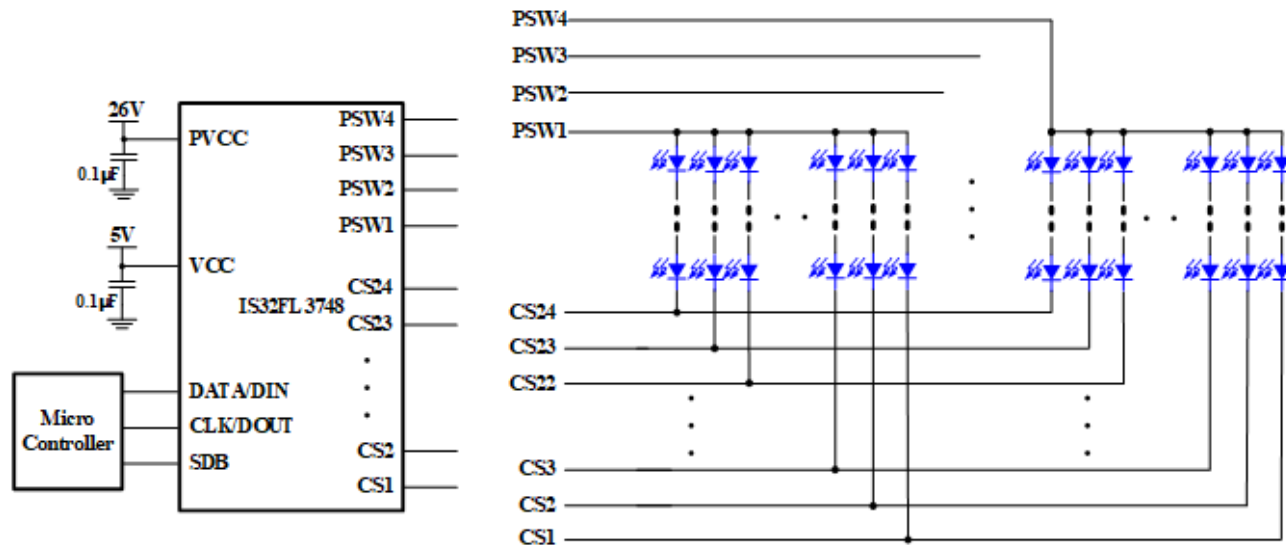 26V
PVCC
0.1µF
5V
VCC
0.1µF
IS32FL3748
PSW4
PSW3
PSW2
PSW1
CS24
CS23
CS2
CS1
DATA/DIN
CLK/DOUT
SDB
Micro
Controller
PSW4
PSW3
PSW2
PSW1
CS24
CS23
CS22
CS3
CS2
CS1